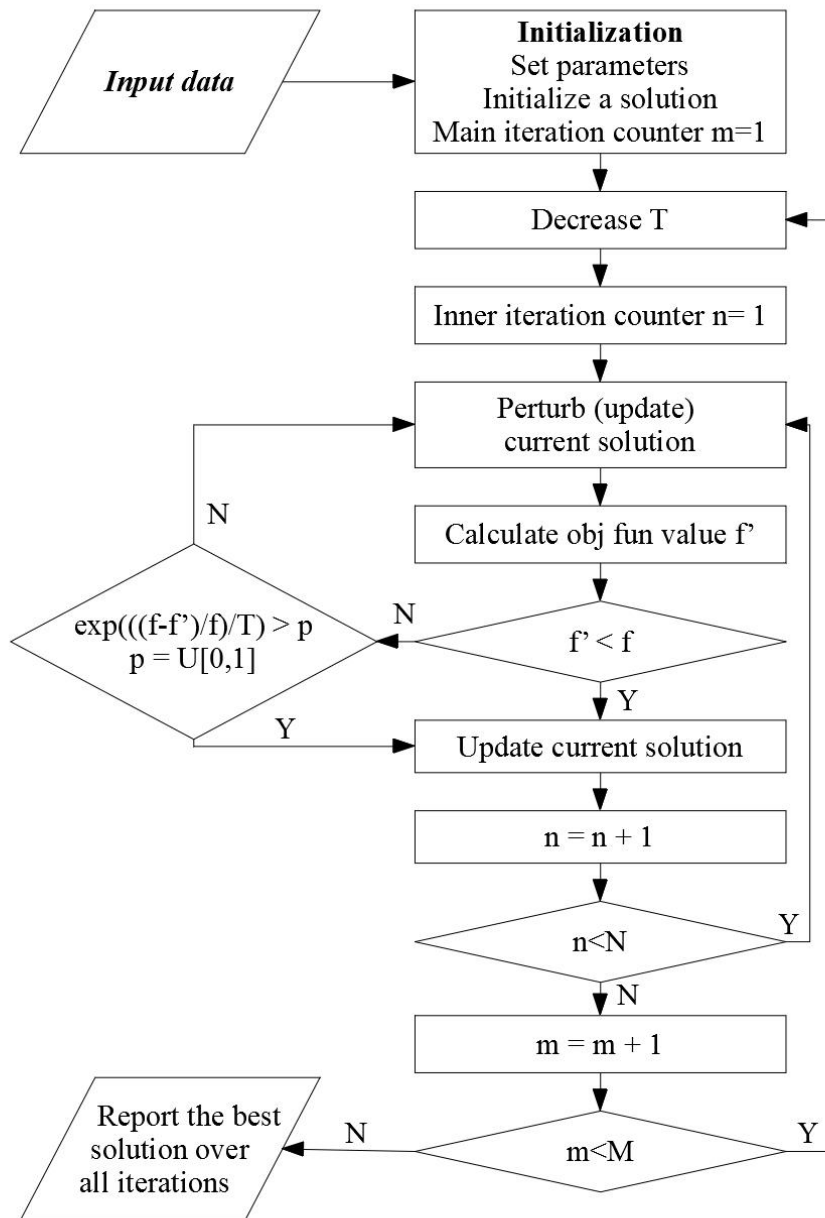 Input data
Initialization
Set parameters
Initialize a solution
Main iteration counter m=1
Decrease T
Inner iteration counter n= 1
Perturb (update)
current solution
N
Calculate obj fun value f’
exp(((f-f’)/f)/T) > p
p = U[0,1]
N
f’ < f
Y
Y
Update current solution
n = n + 1
n<N
Y
N
m = m + 1
Report the best
solution over
all iterations
N
m<M
Y